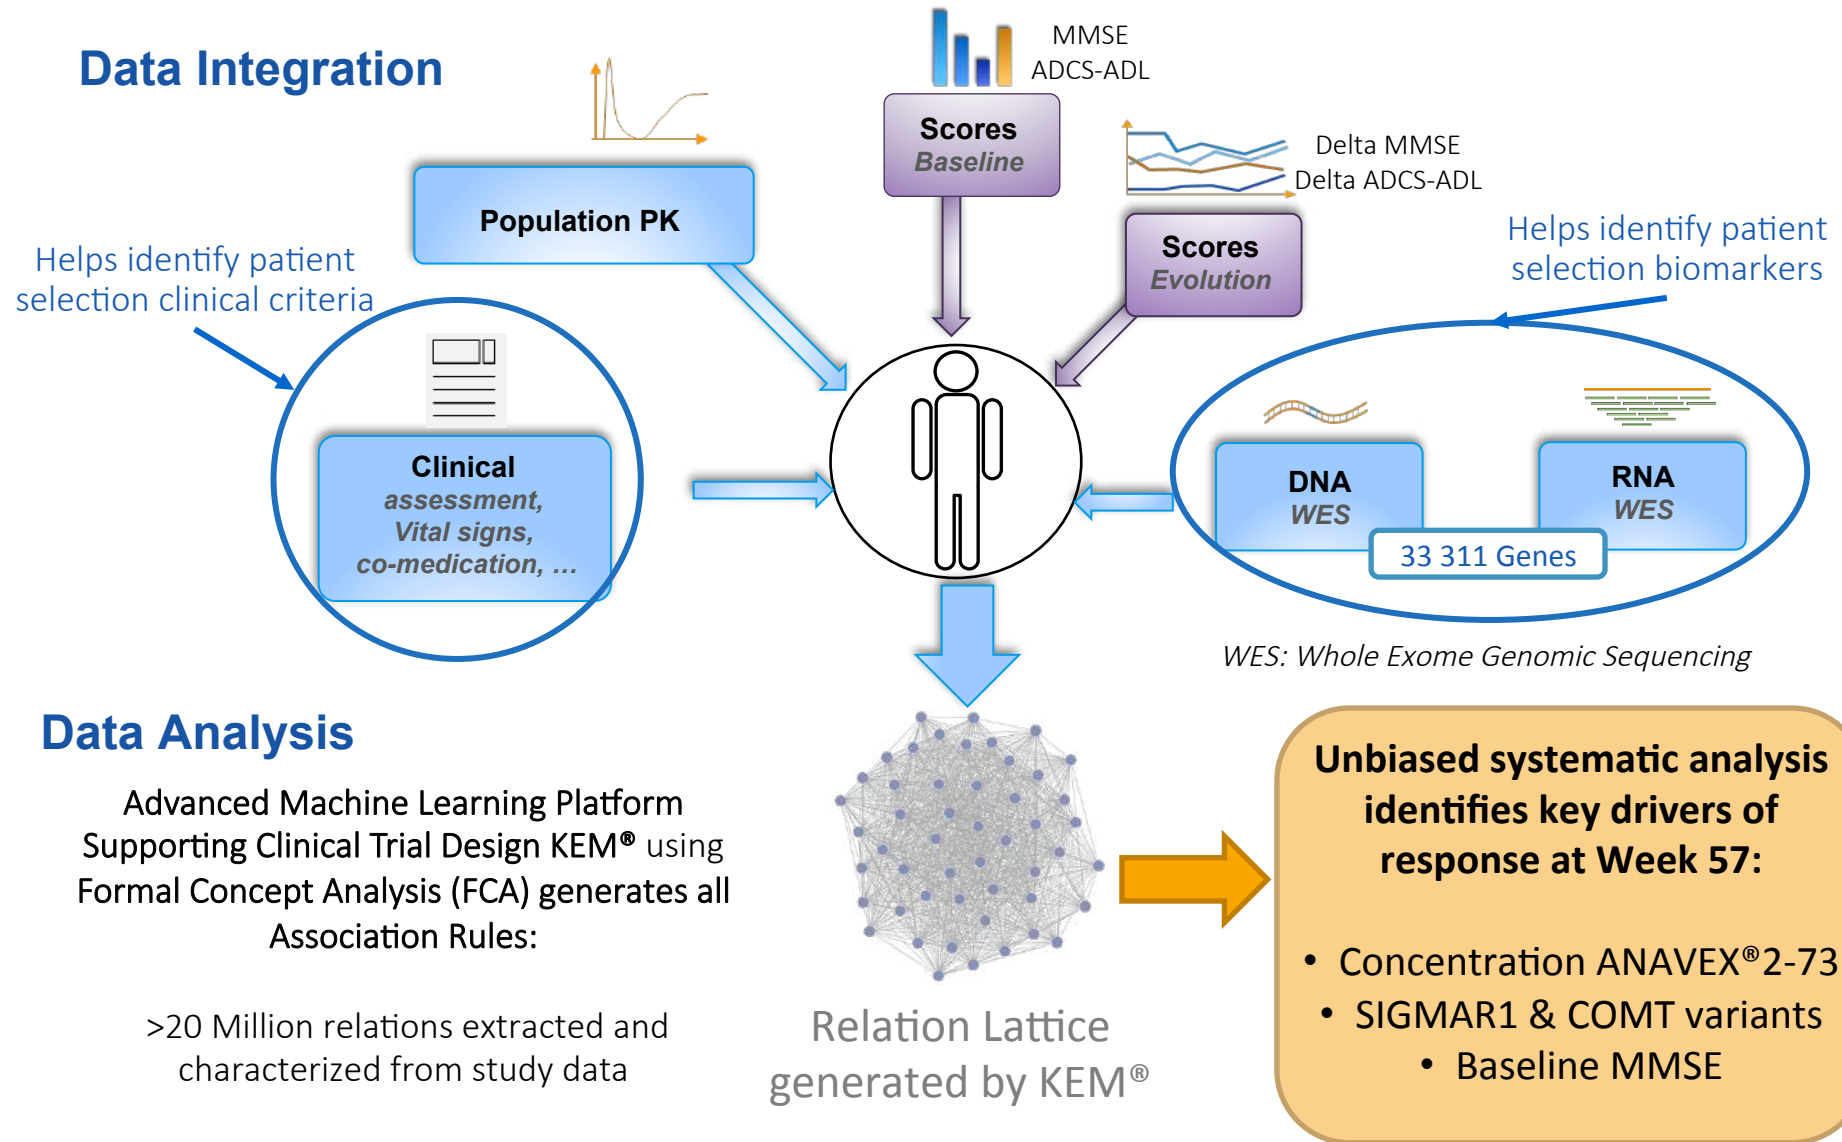 Data Integration
MMSE
ADCS-ADL
Scores
Baseline
Delta MMSE
Delta ADCS-ADL
Population PK
Scores
Evolution
Helps identify patient
selection clinical criteria
Helps identify patient
selection biomarkers
Clinical
assessment,
Vital signs,
co-medication, ...
DNA
WES
RNA
WES
33 311 Genes
WES: Whole Exome Genomic Sequencing
Data Analysis
Advanced Machine Learning Platform
Supporting Clinical Trial Design KEM® using
Formal Concept Analysis (FCA) generates all
Association Rules:
>20 Million relations extracted and
characterized from study data
Relation Lattice
generated by KEM®
Unbiased systematic analysis
identifies key drivers of
response at Week 57:
• Concentration ANAVEX®2-73
• SIGMAR1 & COMT variants
• Baseline MMSE